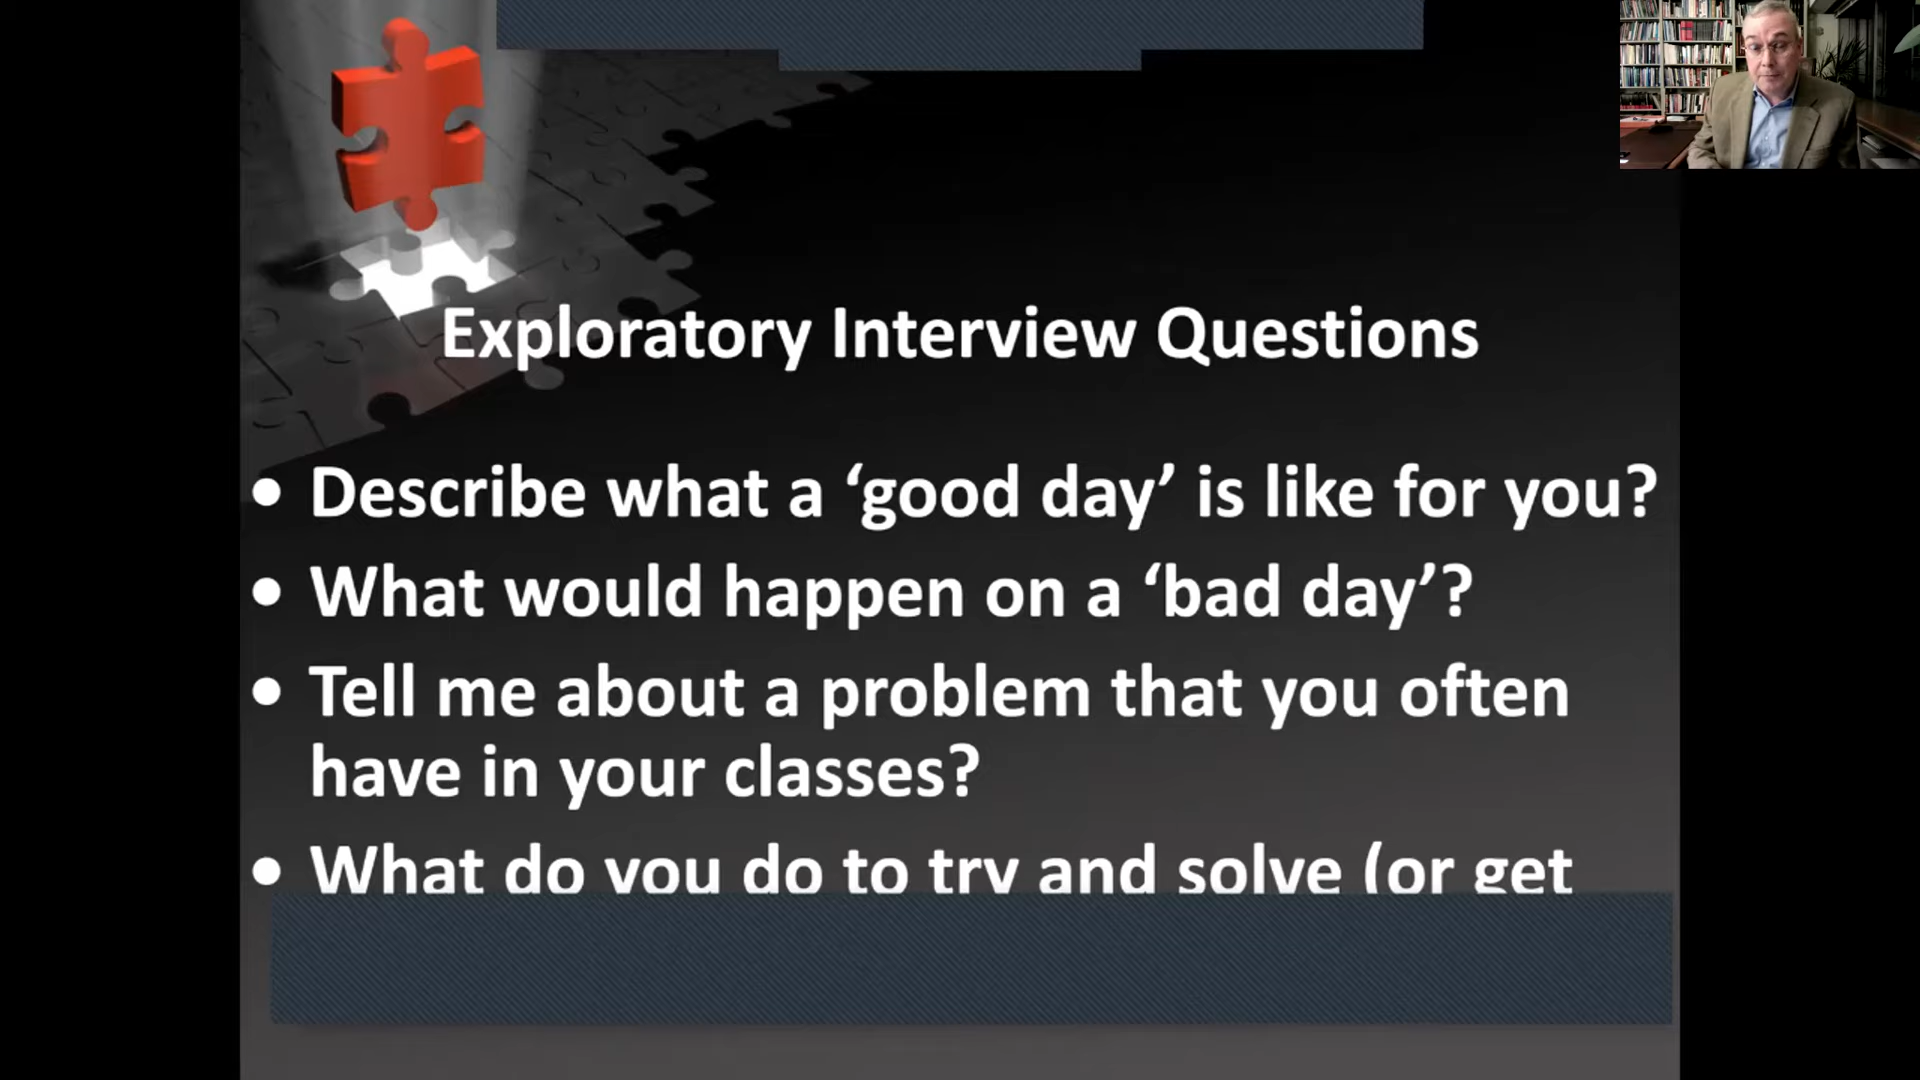 Exploratory Interview Questions
• Describe what a ‘good day’ is like for you?
• What would happen on a ‘bad day’?
• Tell me about a problem that you often
have in your classes?
• What do you do to try and solve (or get